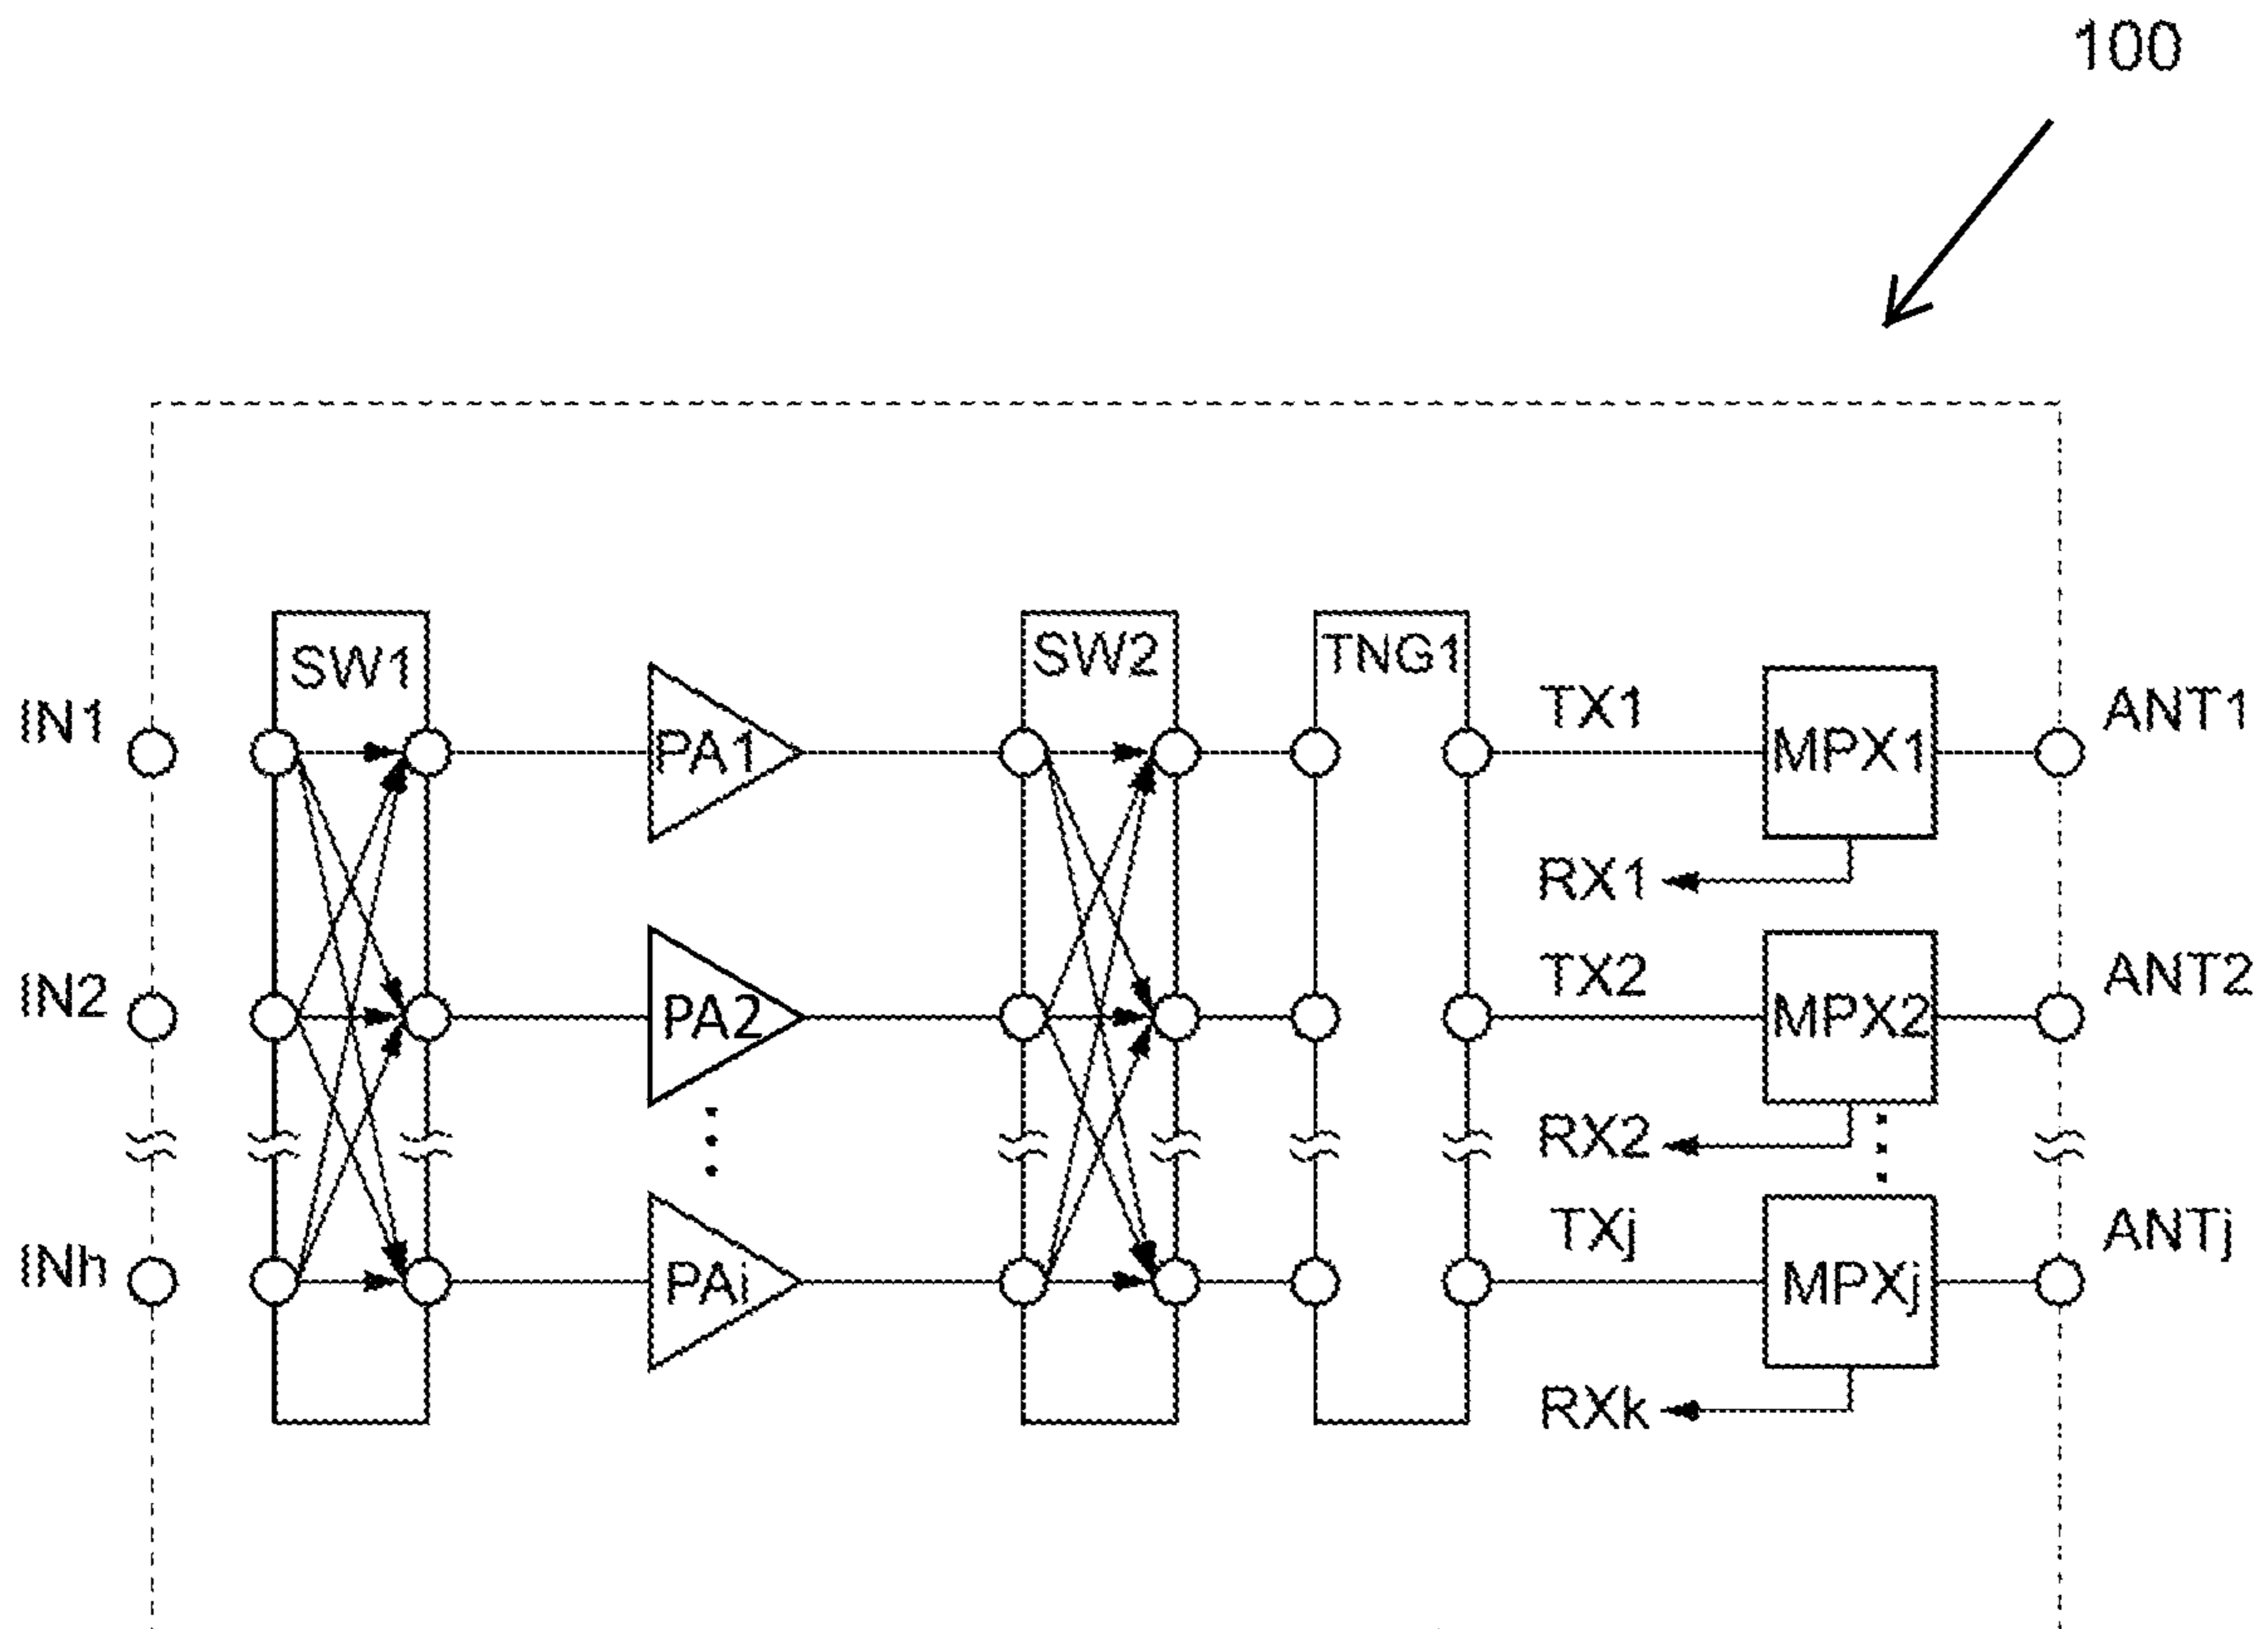 100
SW1
SW2
TNG1
IN1
PA1
TX1
MPX1
ANT1
RX1
IN2
PA2
TX2
MPX2
ANT2
RX2
INh
PAi
TXj
MPXj
ANTj
RXk